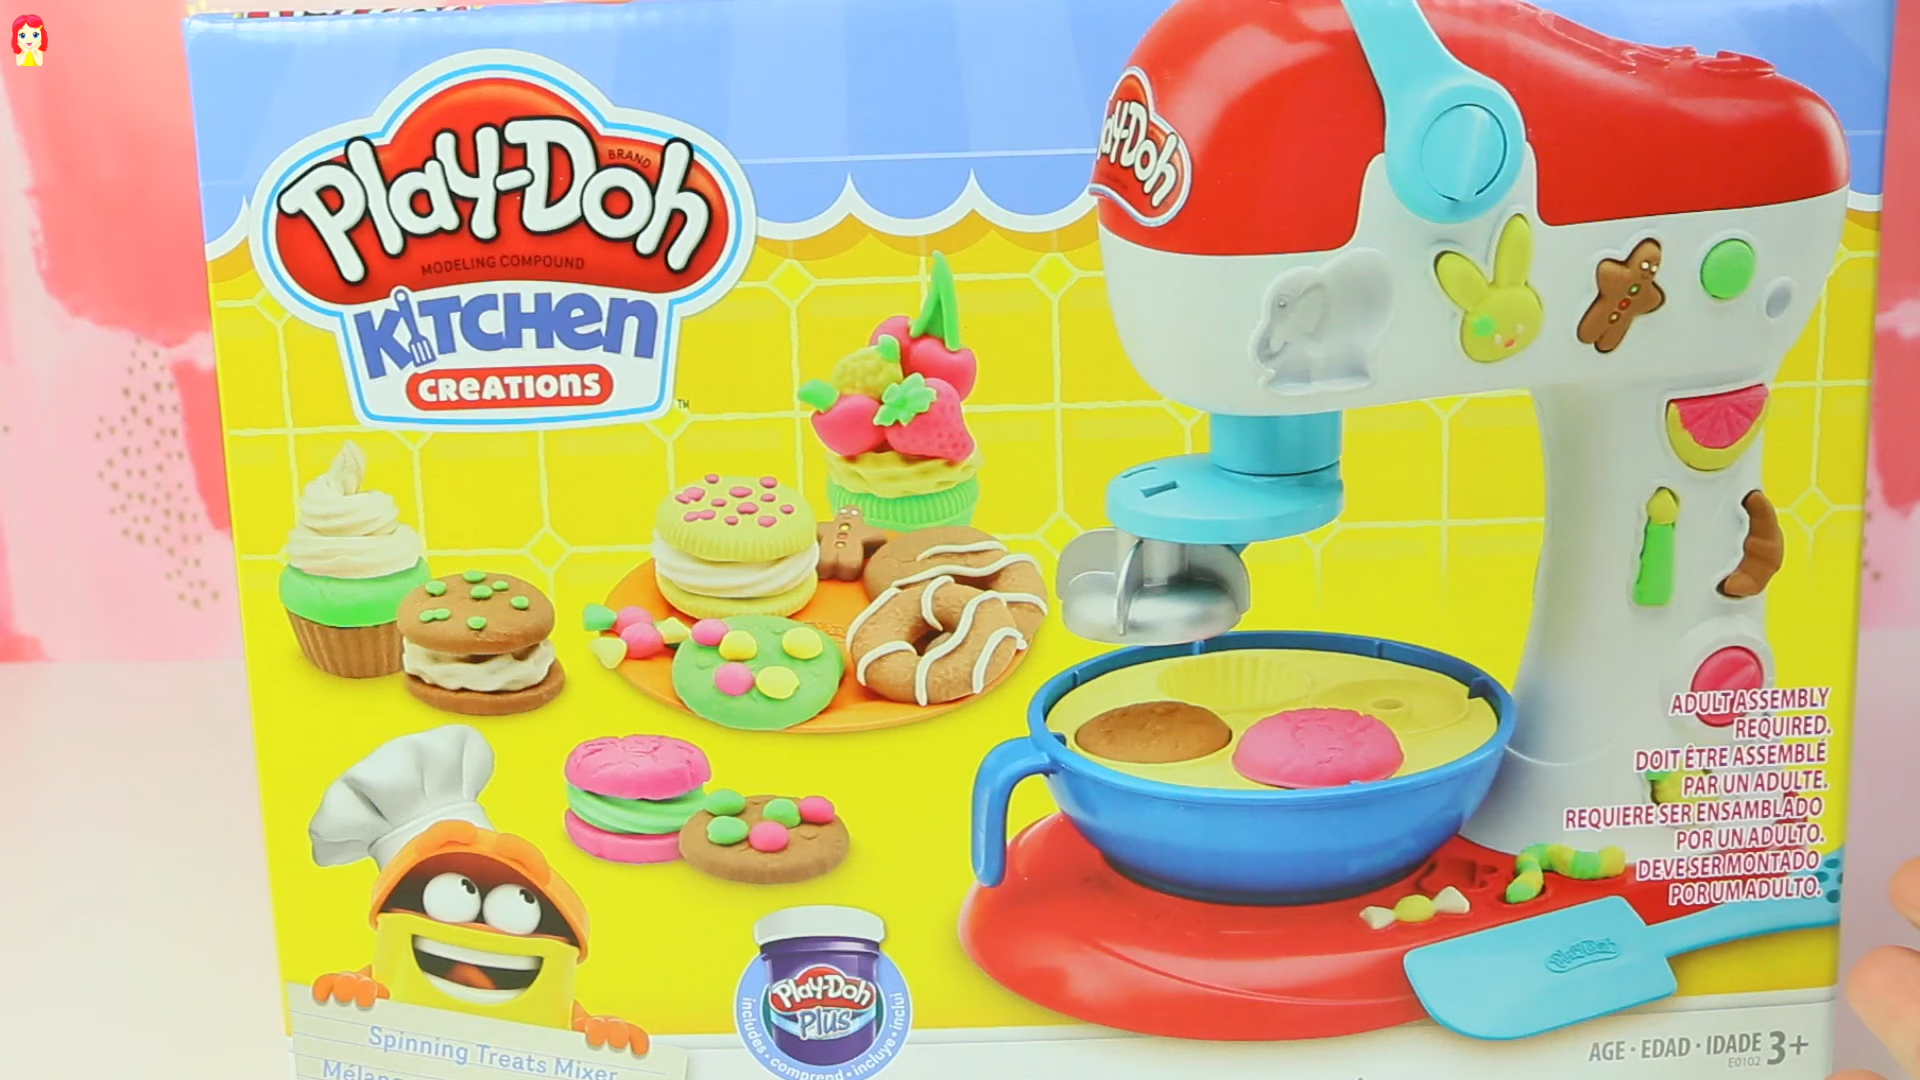 Play-Doh
BRAND
MODELING COMPOUND
KITCHEN
CREATIONS
™
Play-Doh
ADULT ASSEMBLY
REQUIRED.
DOIT ÊTRE ASSEMBLÉ
PAR UN ADULTE.
REQUIERE SER ENSAMBLADO
POR UN ADULTO.
DEVE SER MONTADO
POR UM ADULTO.
Play-Doh
Play-Doh
Plus
includes • comprend • incluye • inclui
Spinning Treats Mixer
AGE • EDAD • IDADE 3+
E0102